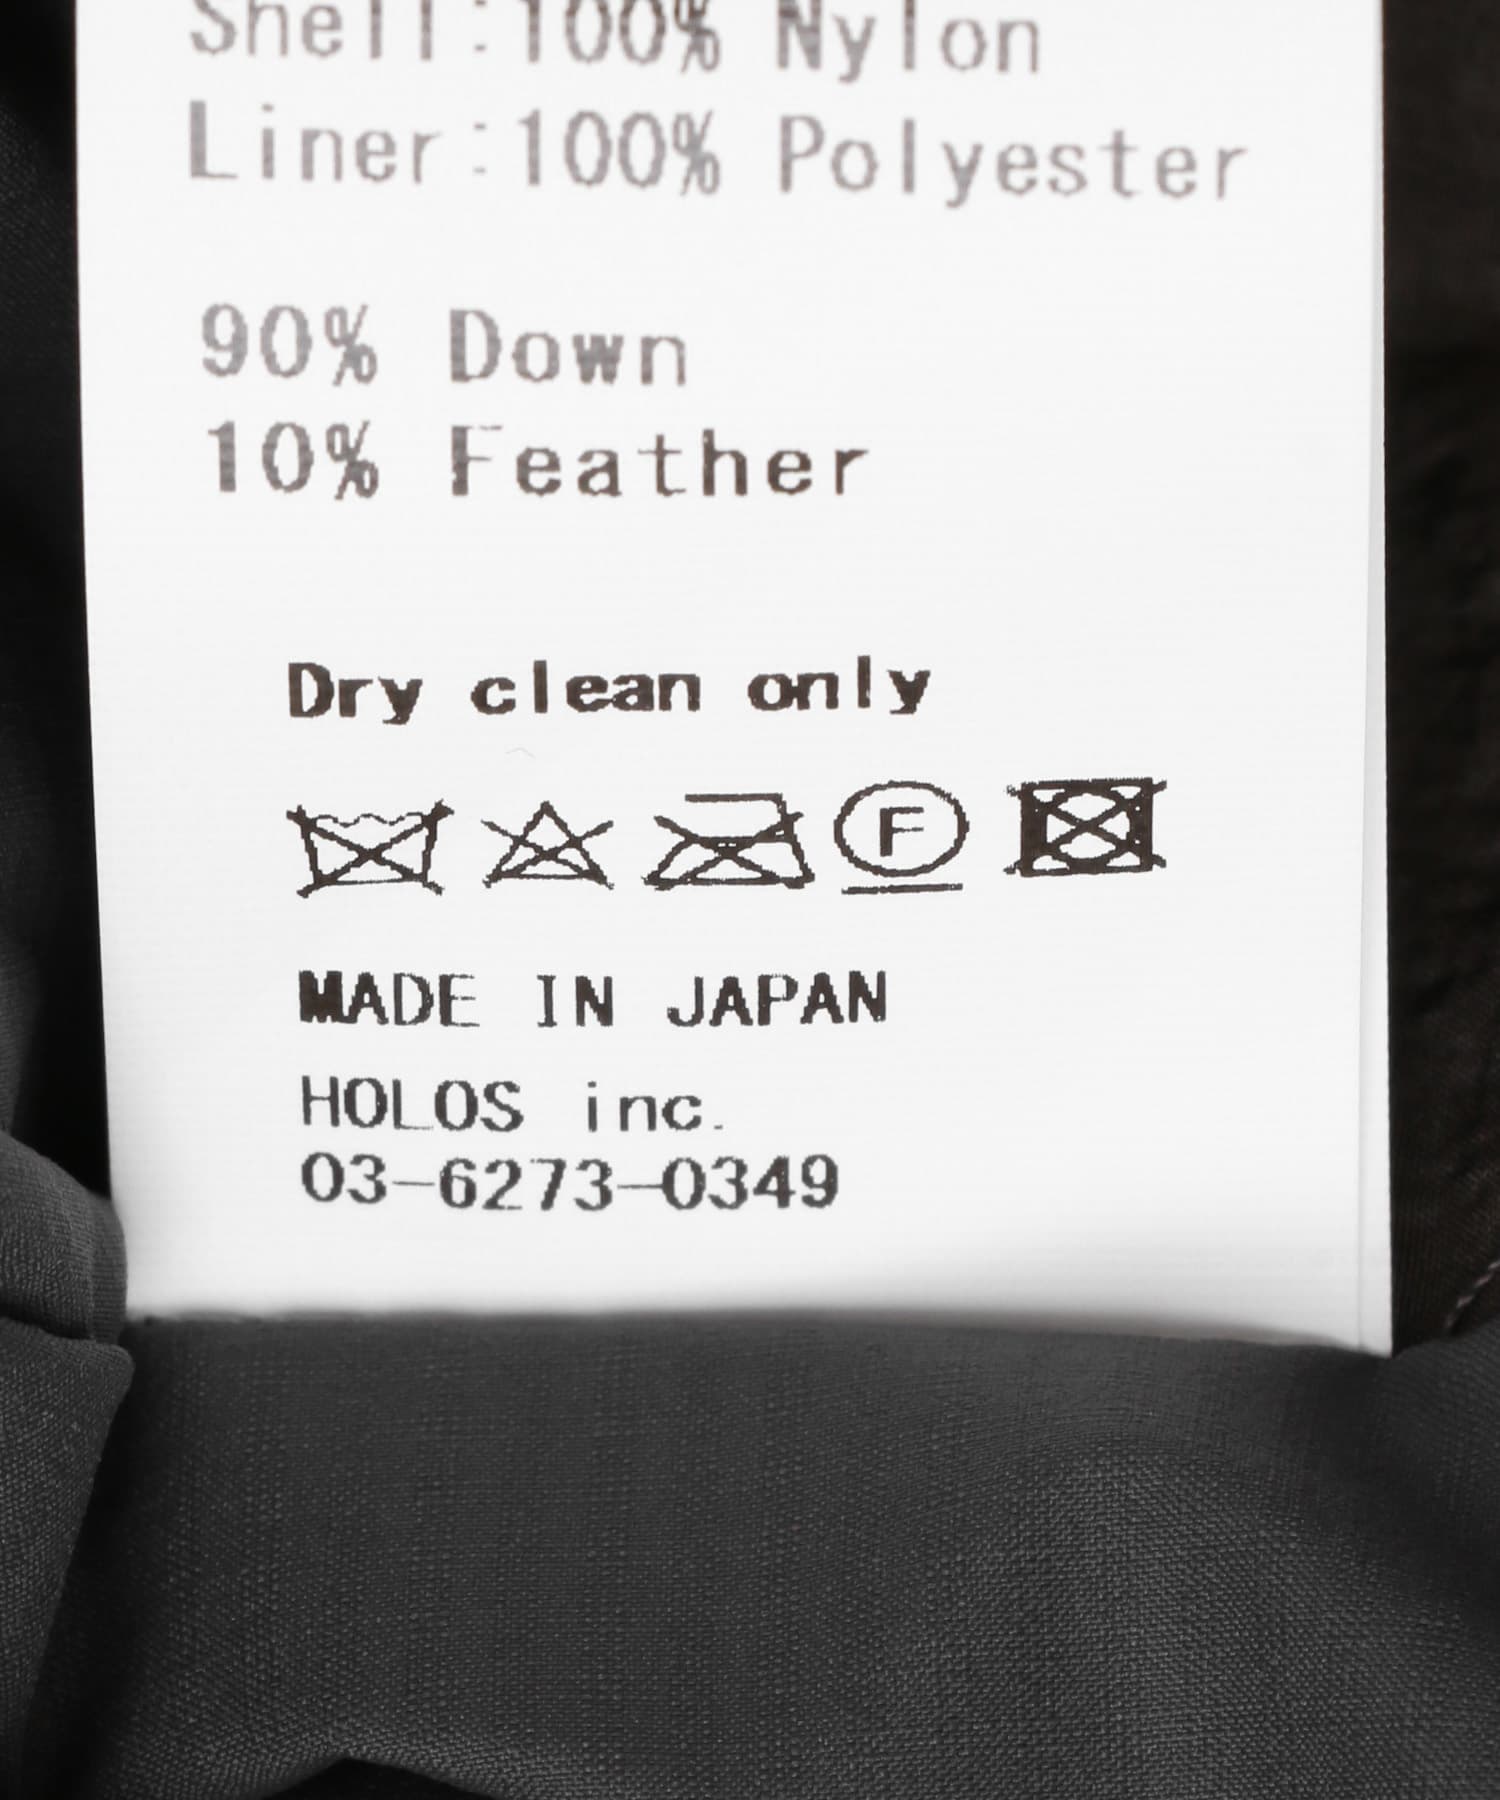 Shell:100% Nylon
Liner:100% Polyester
90% Down
10% Feather
Dry clean only
F
MADE IN JAPAN
HOLOS inc.
03-6273-0349